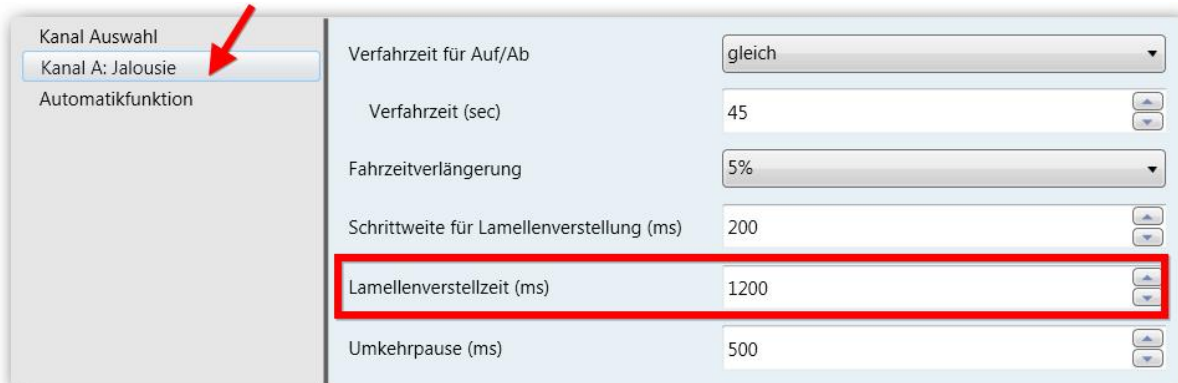 Kanal Auswahl
Kanal A: Jalousie
Automatikfunktion
Verfahrzeit für Auf/Ab gleich
Verfahrzeit (sec) 45
Fahrzeitverlängerung 5%
Schrittweite für Lamellenverstellung (ms) 200
Lamellenverstellzeit (ms) 1200
Umkehrpause (ms) 500